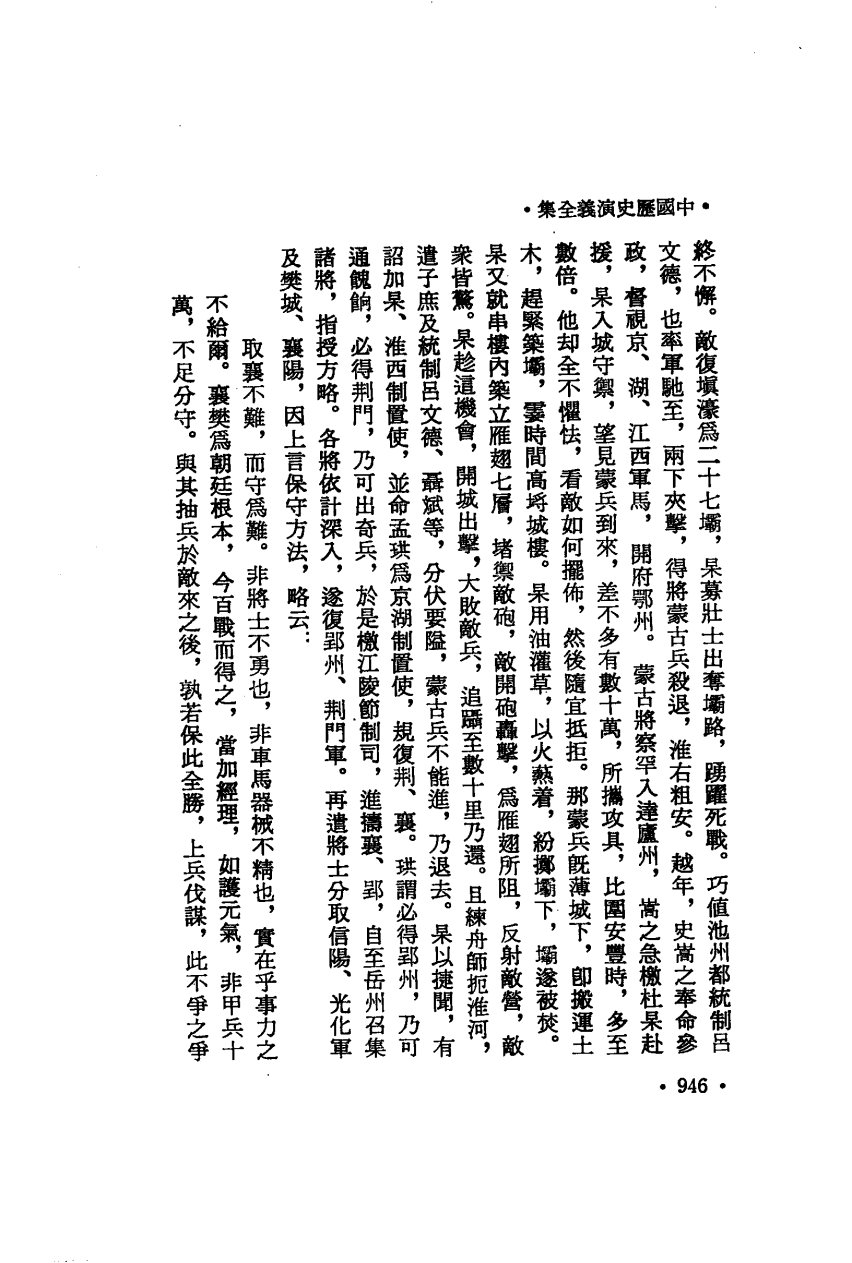 •中國歷史演義全集•
終不懈。敵復塡濠爲二十七壩，杲募壯士出奪壩路，踴躍死戰。巧值池州都統制呂
文德，也率軍馳至，兩下夾擊，得將蒙古兵殺退，淮右粗安。越年，史嵩之奉命參
政，督視京、湖、江西軍馬，開府鄂州。蒙古將察罕入達廬州，嵩之急檄杜杲赴
援，杲入城守禦，望見蒙兵到來，差不多有數十萬，所攜攻具，比圍安豐時，多至
數倍。他却全不懼怯，看敵如何擺佈，然後隨宜抵拒。那蒙兵旣薄城下，卽搬運土
木，趕緊築壩，霎時間高埒城樓。杲用油灌草，以火爇着，紛擲壩下，壩遂被焚。
杲又就串樓內築立雁翅七層，堵禦敵砲，敵開砲轟擊，爲雁翅所阻，反射敵營，敵
衆皆驚。杲趁這機會，開城出擊，大敗敵兵，追躡至數十里乃還。且練舟師扼淮河，
遣子庶及統制呂文德、聶斌等，分伏要隘，蒙古兵不能進，乃退去。杲以捷聞，有
詔加杲、淮西制置使，並命孟珙爲京湖制置使，規復荆、襄。珙謂必得郢州，乃可
通餽餉，必得荆門，乃可出奇兵，於是檄江陵節制司，進擣襄、郢，自至岳州召集
諸將，指授方略。各將依計深入，遂復郢州、荆門軍。再遣將士分取信陽、光化軍
及樊城、襄陽，因上言保守方法，略云：
取襄不難，而守爲難。非將士不勇也，非車馬器械不精也，實在乎事力之
不給爾。襄樊爲朝廷根本，今百戰而得之，當加經理，如護元氣，非甲兵十
萬，不足分守。與其抽兵於敵來之後，孰若保此全勝，上兵伐謀，此不爭之爭
•946•